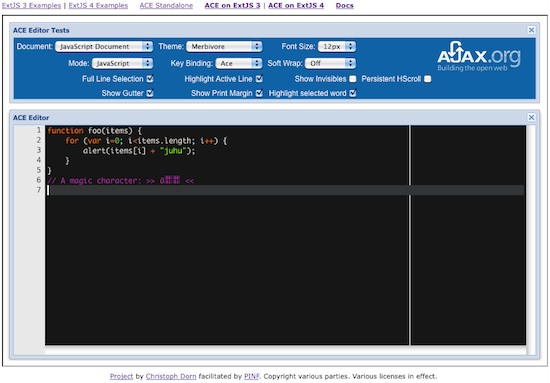 ExtJS 3 Examples | ExtJS 4 Examples ACE Standalone ACE on ExtJS 3 | ACE on ExtJS 4 Docs
ACE Editor Tests
Document: JavaScript Document Theme: Merbivore Font Size: 12px
Mode: JavaScript Key Binding: Ace Soft Wrap: Off
Full Line Selection Highlight Active Line Show Invisibles Persistent HScroll
Show Gutter Show Print Margin Highlight selected word
AJAX.org
Building the open web
ACE Editor
1 function foo(items) {
2 for (var i=0; i<items.length; i++) {
3 alert(items[i] + "juhu");
4 }
5 }
6 // A magic character: >> <<
7
Project by Christoph Dorn facilitated by PINF. Copyright various parties. Various licenses in effect.